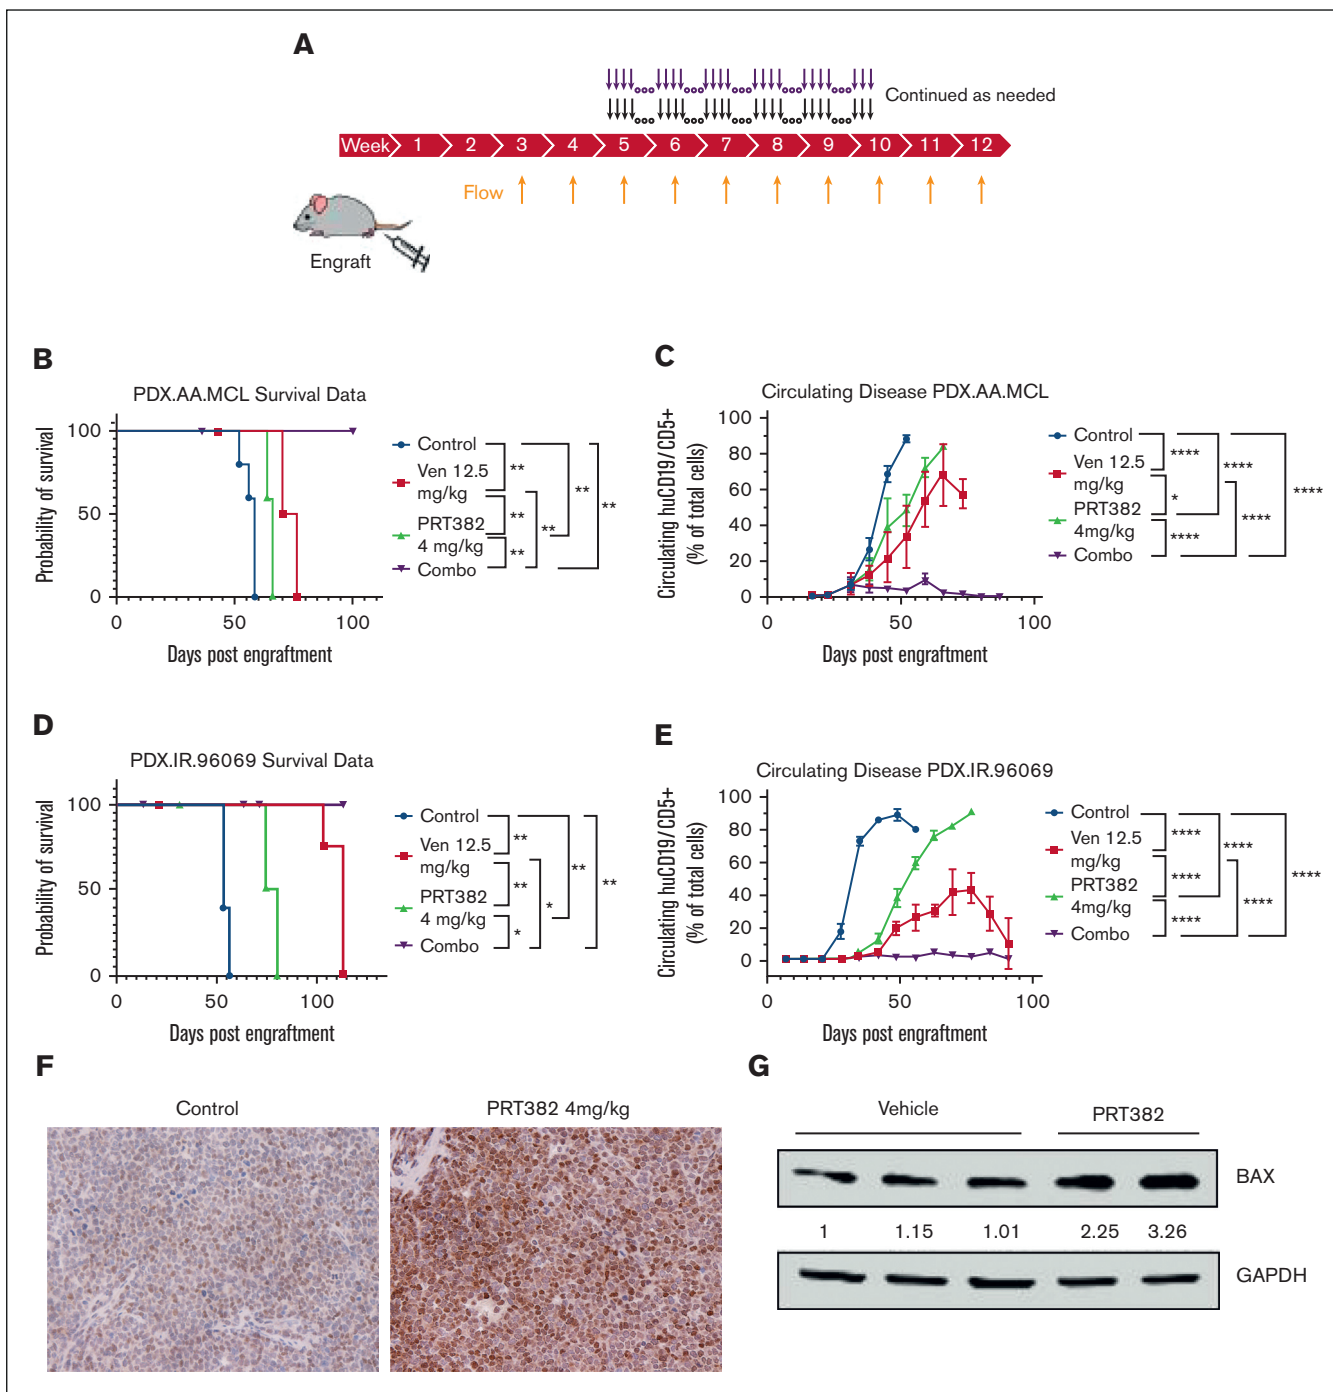 A
Continued as needed
Week 1 2 3 4 5 6 7 8 9 10 11 12
Flow
Engraft
B
PDX.AA.MCL Survival Data
Probability of survival
100
50
0
0 50 100
Days post engraftment
Control
Ven 12.5
mg/kg
PRT382
4 mg/kg
Combo
**
**
**
**
**
**
C
Circulating Disease PDX.AA.MCL
Circulating huCD19/CD5+
(% of total cells)
100
80
60
40
20
0
0 50 100
Days post engraftment
Control
Ven 12.5
mg/kg
PRT382
4mg/kg
Combo
****
*
****
****
****
****
D
PDX.IR.96069 Survival Data
Probability of survival
100
50
0
0 50 100
Days post engraftment
Control
Ven 12.5
mg/kg
PRT382
4 mg/kg
Combo
**
**
*
*
**
**
E
Circulating Disease PDX.IR.96069
Circulating huCD19/CD5+
(% of total cells)
100
80
60
40
20
0
0 50 100
Days post engraftment
Control
Ven 12.5
mg/kg
PRT382
4mg/kg
Combo
****
****
****
****
****
****
F
Control
PRT382 4mg/kg
G
Vehicle
PRT382
BAX
1 1.15 1.01 2.25 3.26
GAPDH